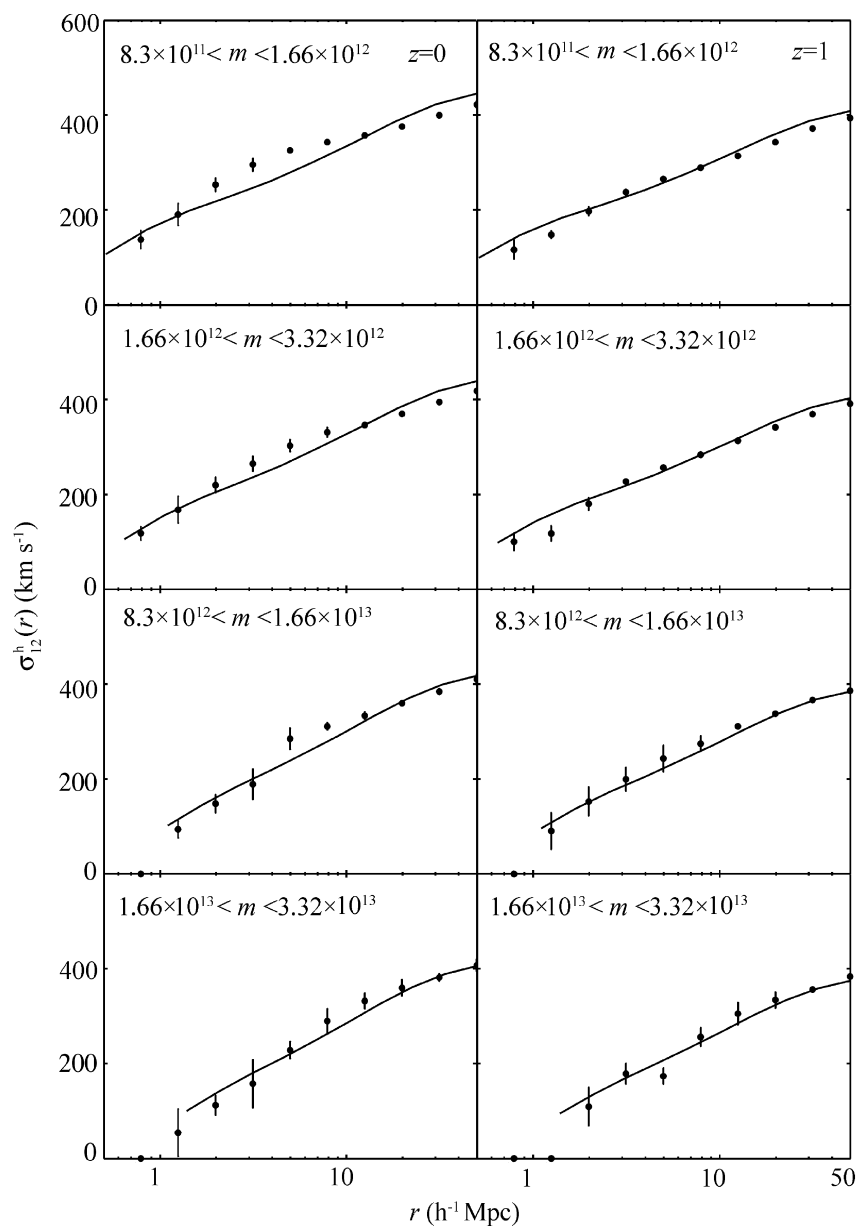 600
8.3×10¹¹< m <1.66×10¹² z=0
8.3×10¹¹< m <1.66×10¹² z=1
400
200
0
1.66×10¹²< m <3.32×10¹²
1.66×10¹²< m <3.32×10¹²
400
200
0
σ₁₂ʰ(r) (km s⁻¹)
8.3×10¹²< m <1.66×10¹³
8.3×10¹²< m <1.66×10¹³
400
200
0
1.66×10¹³< m <3.32×10¹³
1.66×10¹³< m <3.32×10¹³
400
200
0
1 10 1 10 50
r (h⁻¹ Mpc)